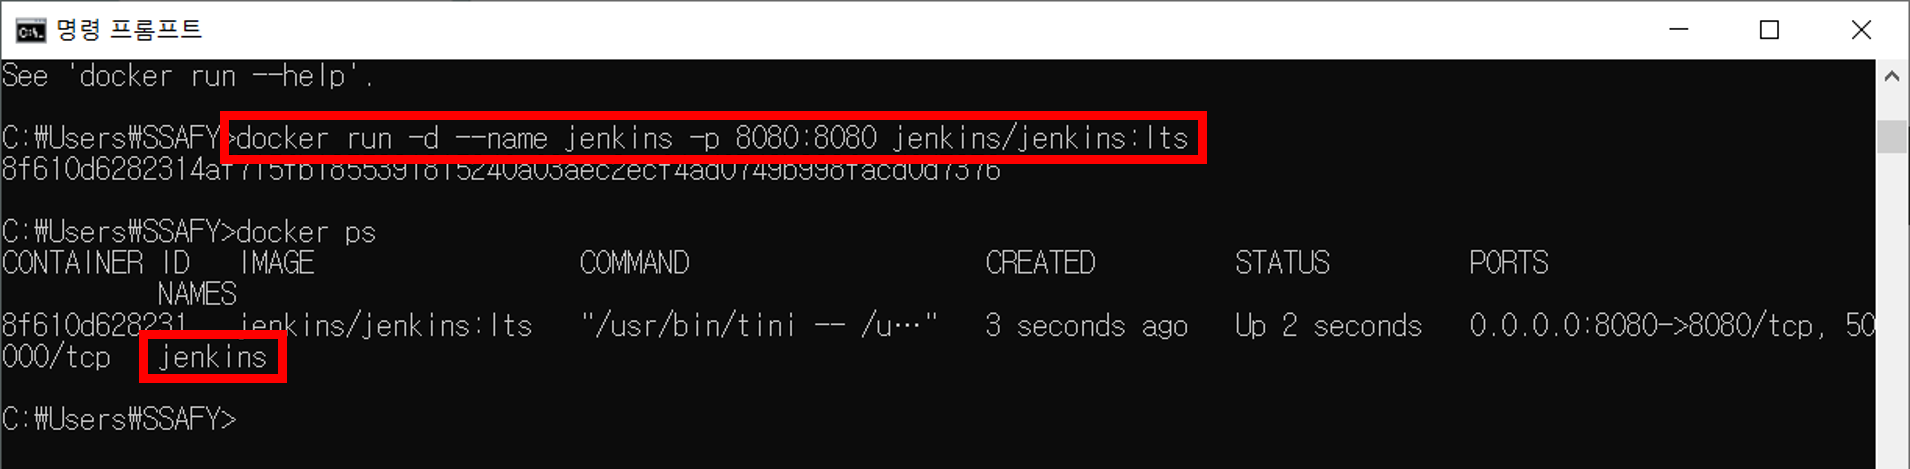 명령 프롬프트
See 'docker run --help'.
C:₩Users₩SSAFY>docker run -d --name jenkins -p 8080:8080 jenkins/jenkins:lts
C:₩Users₩SSAFY>docker ps
CONTAINER ID   IMAGE                 COMMAND                   CREATED         STATUS         PORTS
NAMES
8f610d628231   jenkins/jenkins:lts   "/usr/bin/tini -- /u…"   3 seconds ago   Up 2 seconds   0.0.0.0:8080->8080/tcp, 50
000/tcp   jenkins
C:₩Users₩SSAFY>